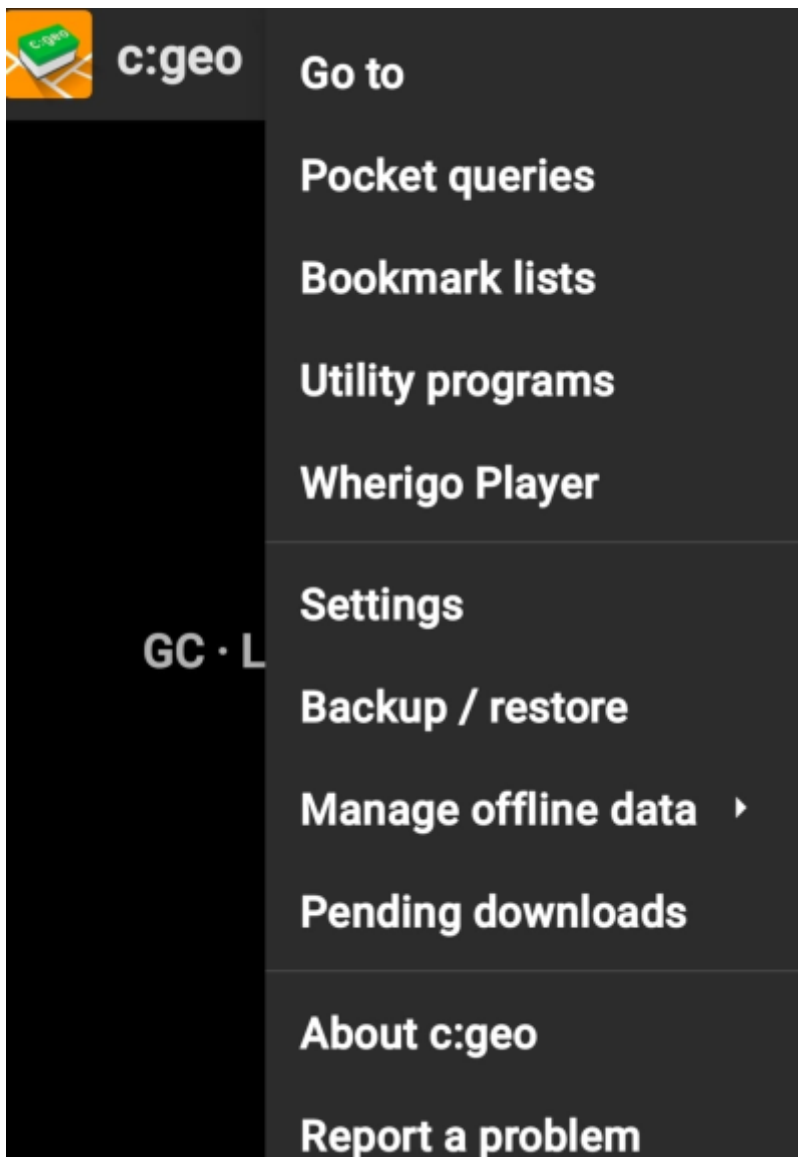 c:geo
c:geo
Go to
Pocket queries
Bookmark lists
Utility programs
Wherigo Player
GC · L
Settings
Backup / restore
Manage offline data
Pending downloads
About c:geo
Report a problem